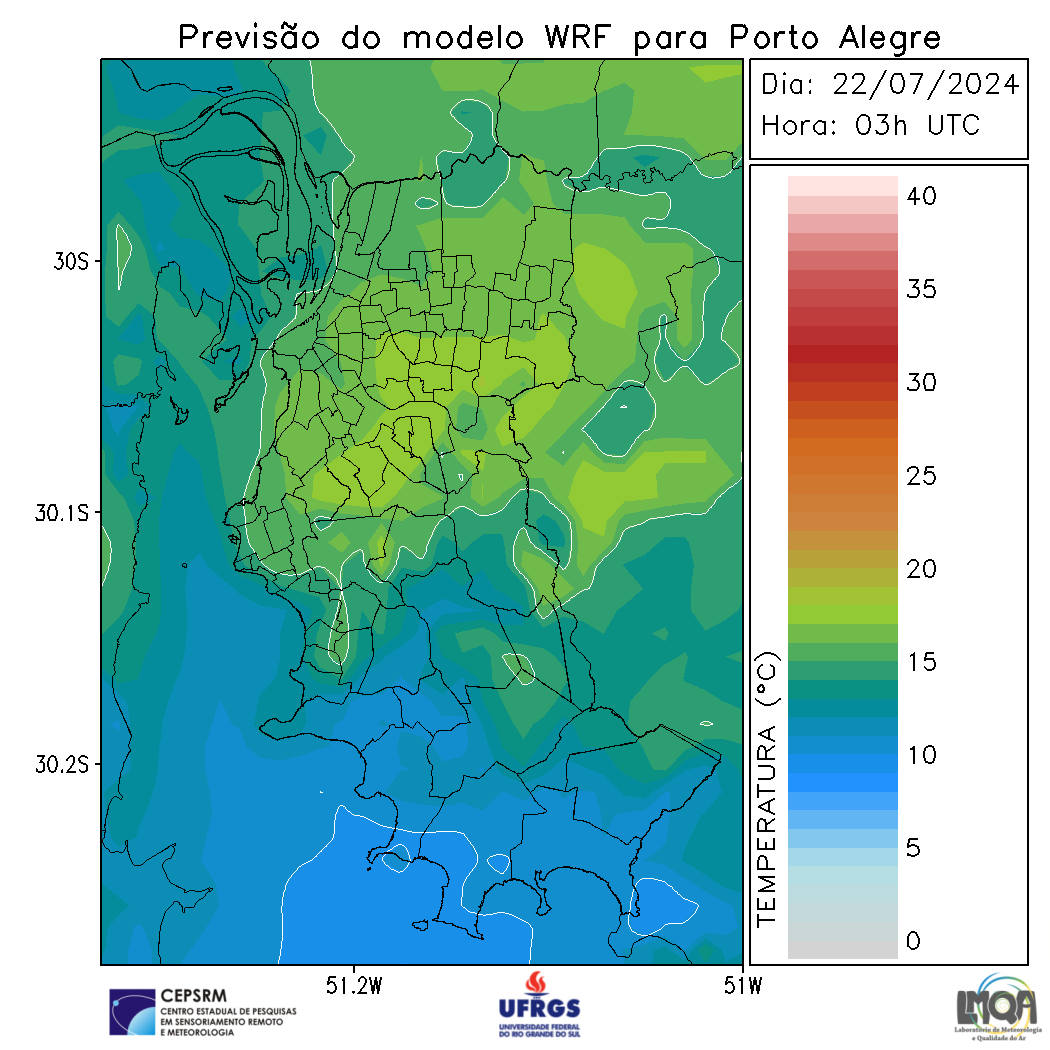 Previsão do modelo WRF para Porto Alegre
Dia: 22/07/2024
Hora: 03h UTC
30S
30.1S
30.2S
51.2W
51W
TEMPERATURA (°C)
40
35
30
25
20
15
10
5
0
CEPSRM
CENTRO ESTADUAL DE PESQUISAS
EM SENSORIAMENTO REMOTO
E METEOROLOGIA
UFRGS
UNIVERSIDADE FEDERAL
DO RIO GRANDE DO SUL
LMQA
Laboratório de Meteorologia
e Qualidade do Ar